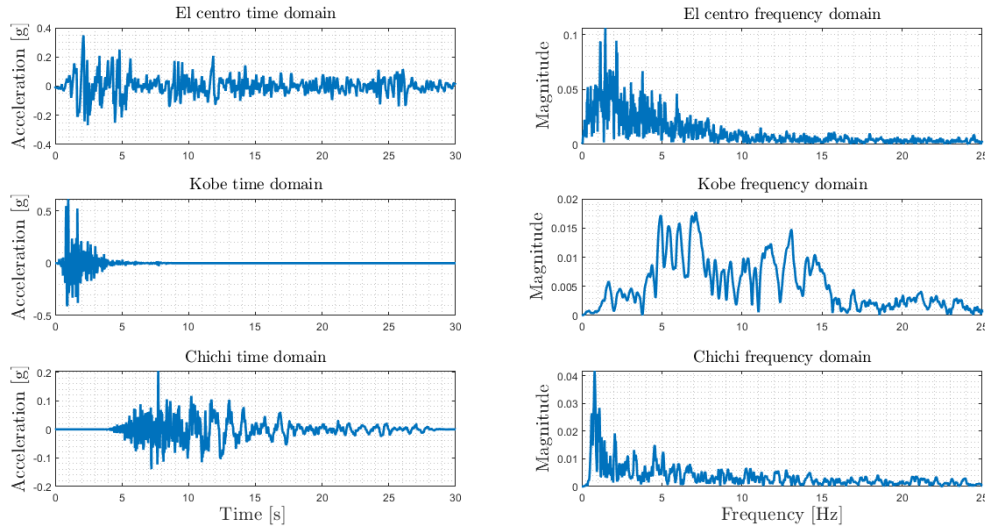 El centro time domain
Acceleration [g]
0.4
0.2
0
-0.2
-0.4
0 5 10 15 20 25 30
El centro frequency domain
Magnitude
0.1
0.05
0
0 5 10 15 20 25
Kobe time domain
Acceleration [g]
0.5
0
-0.5
0 5 10 15 20 25 30
Kobe frequency domain
Magnitude
0.02
0.015
0.01
0.005
0
0 5 10 15 20 25
Chichi time domain
Acceleration [g]
0.2
0.1
0
-0.1
-0.2
0 5 10 15 20 25 30
Time [s]
Chichi frequency domain
Magnitude
0.04
0.03
0.02
0.01
0
0 5 10 15 20 25
Frequency [Hz]